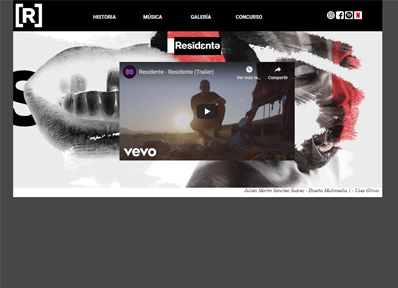 [R]
HISTORIA MÚSICA GALERÍA CONCURSO
Residente
Residente - Residente (Trailer)
Ver más ta... Compartir
vevo
Julián Martín Sánchez Suárez - Diseño Multimedia 1 - Uces Olivos